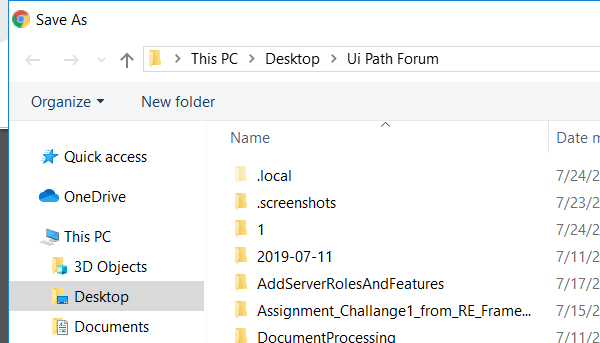 Save As
This PC > Desktop > Ui Path Forum
Organize New folder
Name Date m
Quick access
OneDrive
This PC
3D Objects
Desktop
Documents
.local 7/24/2
.screenshots 7/23/2
1 7/24/2
2019-07-11 7/11/2
AddServerRolesAndFeatures 7/17/2
Assignment_Challange1_from_RE_Frame... 7/15/2
DocumentProcessing 7/11/2